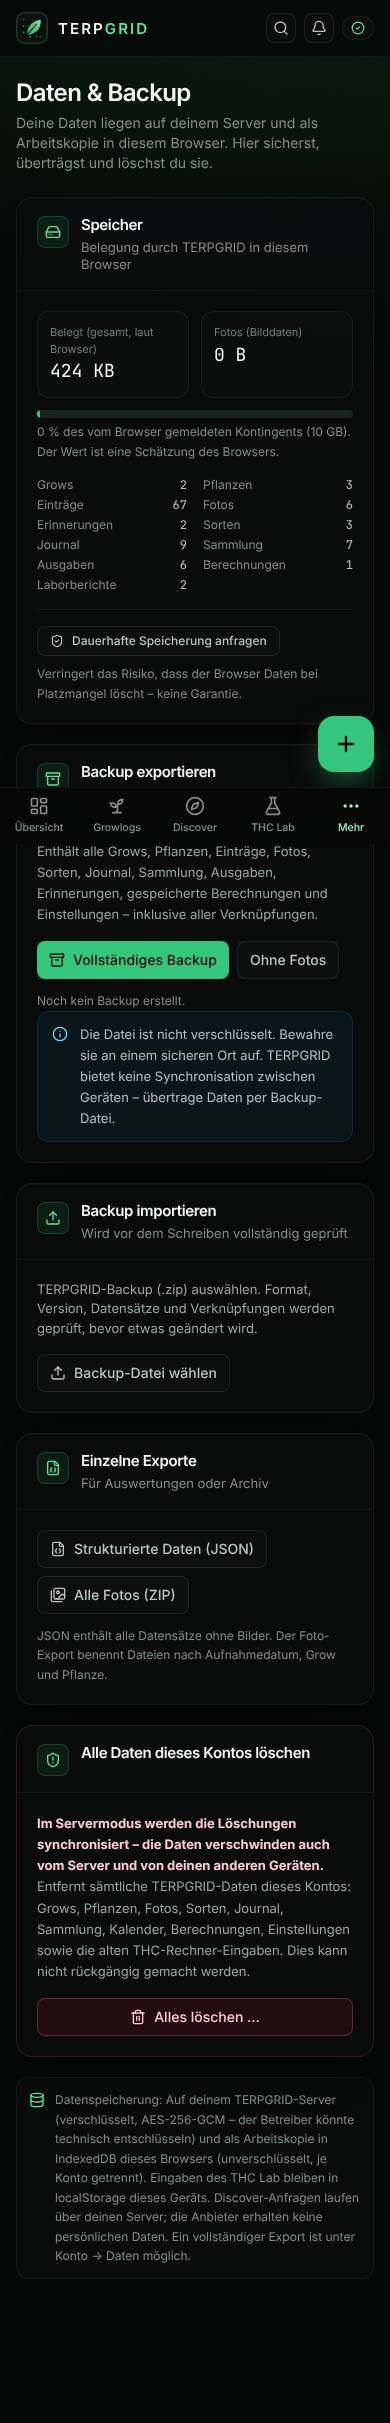 TERPGRID
Daten & Backup
Deine Daten liegen auf deinem Server und als
Arbeitskopie in diesem Browser. Hier sicherst,
überträgst und löschst du sie.
Speicher
Belegung durch TERPGRID in diesem
Browser
Belegt (gesamt, laut
Browser)
424 KB
Fotos (Bilddaten)
0 B
0 % des vom Browser gemeldeten Kontingents (10 GB).
Der Wert ist eine Schätzung des Browsers.
Grows 2 Pflanzen 3
Einträge 67 Fotos 6
Erinnerungen 2 Sorten 3
Journal 9 Sammlung 7
Ausgaben 6 Berechnungen 1
Laborberichte 2
Dauerhafte Speicherung anfragen
Verringert das Risiko, dass der Browser Daten bei
Platzmangel löscht – keine Garantie.
Backup exportieren
Übersicht Growlogs Discover THC Lab Mehr
Enthält alle Grows, Pflanzen, Einträge, Fotos,
Sorten, Journal, Sammlung, Ausgaben,
Erinnerungen, gespeicherte Berechnungen und
Einstellungen – inklusive aller Verknüpfungen.
Vollständiges Backup Ohne Fotos
Noch kein Backup erstellt.
Die Datei ist nicht verschlüsselt. Bewahre
sie an einem sicheren Ort auf. TERPGRID
bietet keine Synchronisation zwischen
Geräten – übertrage Daten per Backup-
Datei.
Backup importieren
Wird vor dem Schreiben vollständig geprüft
TERPGRID-Backup (.zip) auswählen. Format,
Version, Datensätze und Verknüpfungen werden
geprüft, bevor etwas geändert wird.
Backup-Datei wählen
Einzelne Exporte
Für Auswertungen oder Archiv
Strukturierte Daten (JSON)
Alle Fotos (ZIP)
JSON enthält alle Datensätze ohne Bilder. Der Foto-
Export benennt Dateien nach Aufnahmedatum, Grow
und Pflanze.
Alle Daten dieses Kontos löschen
Im Servermodus werden die Löschungen
synchronisiert – die Daten verschwinden auch
vom Server und von deinen anderen Geräten.
Entfernt sämtliche TERPGRID-Daten dieses Kontos:
Grows, Pflanzen, Fotos, Sorten, Journal,
Sammlung, Kalender, Berechnungen, Einstellungen
sowie die alten THC-Rechner-Eingaben. Dies kann
nicht rückgängig gemacht werden.
Alles löschen ...
Datenspeicherung: Auf deinem TERPGRID-Server
(verschlüsselt, AES-256-GCM – der Betreiber könnte
technisch entschlüsseln) und als Arbeitskopie in
IndexedDB dieses Browsers (unverschlüsselt, je
Konto getrennt). Eingaben des THC Lab bleiben in
localStorage dieses Geräts. Discover-Anfragen laufen
über deinen Server; die Anbieter erhalten keine
persönlichen Daten. Ein vollständiger Export ist unter
Konto → Daten möglich.